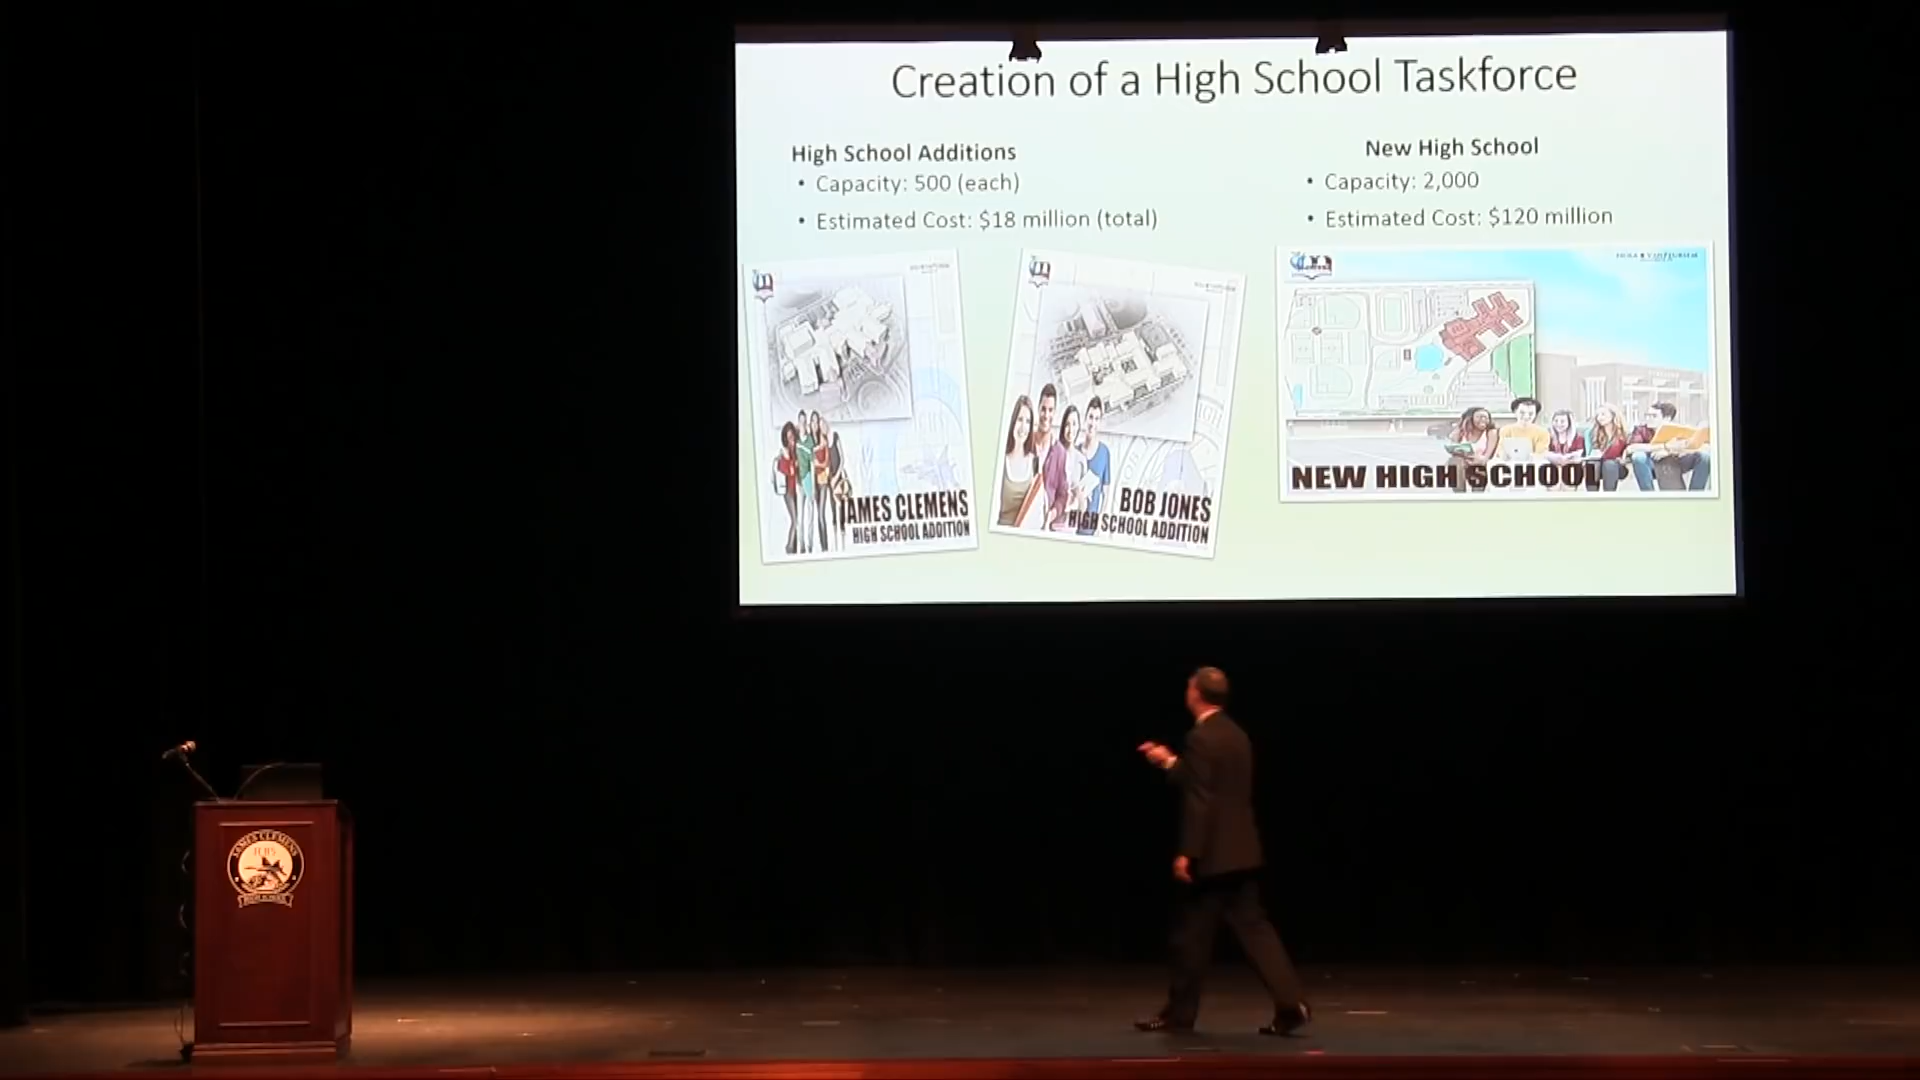 Creation of a High School Taskforce
High School Additions
• Capacity: 500 (each)
• Estimated Cost: $18 million (total)
New High School
• Capacity: 2,000
• Estimated Cost: $120 million
JAMES CLEMENS
HIGH SCHOOL ADDITION
BOB JONES
HIGH SCHOOL ADDITION
NEW HIGH SCHOOL
JAMES CLEMENS